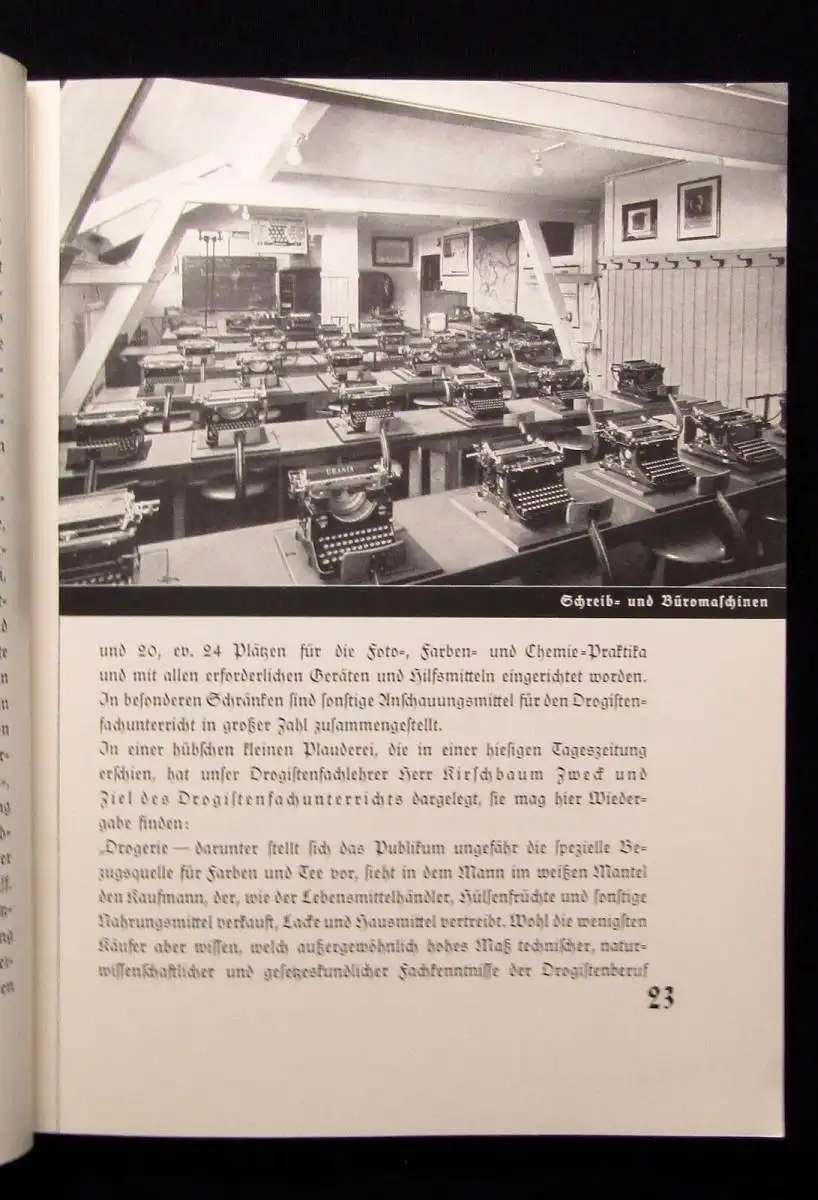 URANIA
Schreib- und Büromaschinen
und 20, ev. 24 Plätzen für die Foto-, Farben- und Chemie-Praktika
und mit allen erforderlichen Geräten und Hilfsmitteln eingerichtet worden.
In besonderen Schränken sind sonstige Anschauungsmittel für den Drogisten-
fachunterricht in großer Zahl zusammengestellt.
In einer hübschen kleinen Plauderei, die in einer hiesigen Tageszeitung
erschien, hat unser Drogistenfachlehrer Herr Kirschbaum Zweck und
Ziel des Drogistenfachunterrichts dargelegt, sie mag hier Wieder-
gabe finden:
„Drogerie — darunter stellt sich das Publikum ungefähr die spezielle Be-
zugsquelle für Farben und Tee vor, sieht in dem Mann im weißen Mantel
den Kaufmann, der, wie der Lebensmittelhändler, Hülsenfrüchte und sonstige
Nahrungsmittel verkauft, Lacke und Hausmittel vertreibt. Wohl die wenigsten
Käufer aber wissen, welch außergewöhnlich hohes Maß technischer, natur-
wissenschaftlicher und gesetzeskundlicher Fachkenntnisse der Drogistenberuf
23